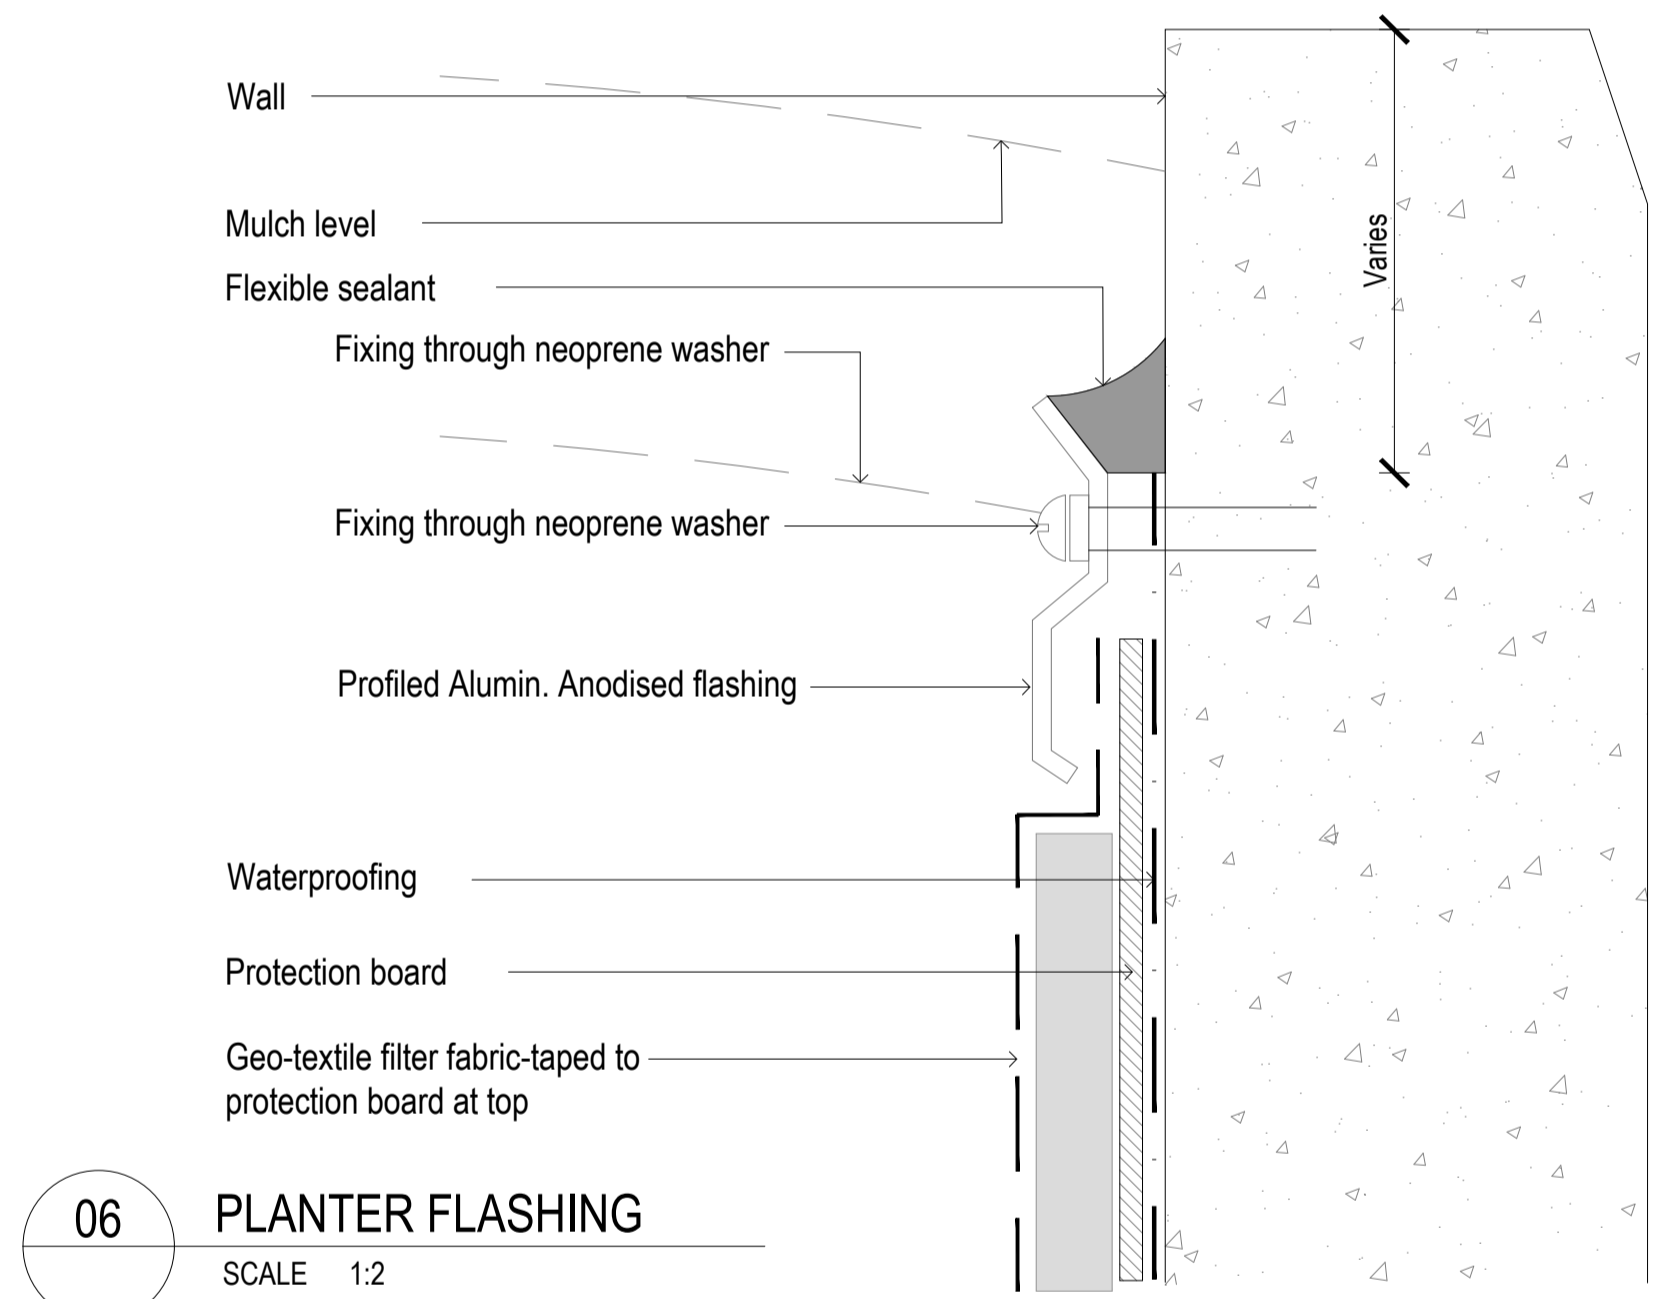 Wall
Mulch level
Varies
Flexible sealant
Fixing through neoprene washer
Fixing through neoprene washer
Profiled Alumin. Anodised flashing
Waterproofing
Protection board
Geo-textile filter fabric-taped to
protection board at top
06 PLANTER FLASHING
SCALE 1:2